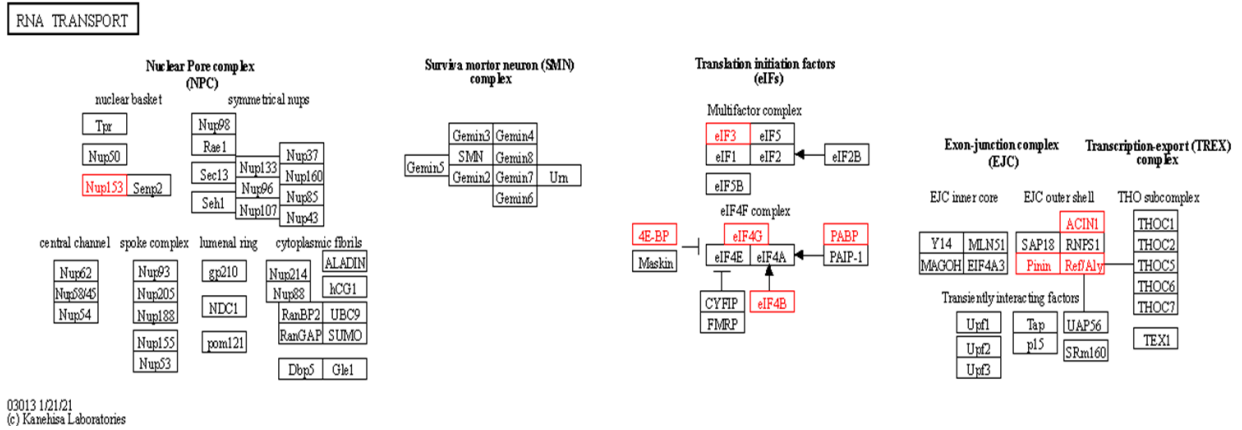 RNA TRANSPORT
Nuclear Pore complex
(NPC)
nuclear basket
symmetrical nups
Tpr
Nup50
Nup153
Senp2
Nup98
Rae1
Sec13
Seh1
Nup133
Nup96
Nup107
Nup37
Nup160
Nup85
Nup43
central channel
spoke complex
lumenal ring
cytoplasmic fibrils
Nup62
Nup58/45
Nup54
Nup93
Nup205
Nup188
Nup155
Nup53
gp210
NDC1
pom121
Nup214
Nup88
ALADIN
hCG1
RanBP2
UBC9
RanGAP
SUMO
Dbp5
Gle1
Surviva mortor neuron (SMN)
complex
Gemin3
Gemin4
Gemin5
SMN
Gemin8
Gemin2
Gemin7
Urn
Gemin6
Translation initiation factors
(eIFs)
Multifactor complex
eIF3
eIF5
eIF1
eIF2
eIF2B
eIF5B
eIF4F complex
4E-BP
eIF4G
PABP
Maskin
eIF4E
eIF4A
PAIP-1
CYFIP
FMRP
eIF4B
Exon-junction complex
(EJC)
EJC inner core
EJC outer shell
Y14
MLN51
MAGOH
EIF4A3
ACIN1
SAP18
RNPS1
Pinin
Ref/Aly
Transiently interacting factors
Upf1
Upf2
Upf3
Tap
p15
UAP56
SRm160
Transcription-export (TREX)
complex
THO subcomplex
THOC1
THOC2
THOC5
THOC6
THOC7
TEX1
03013 1/21/21
(c) Kanehisa Laboratories